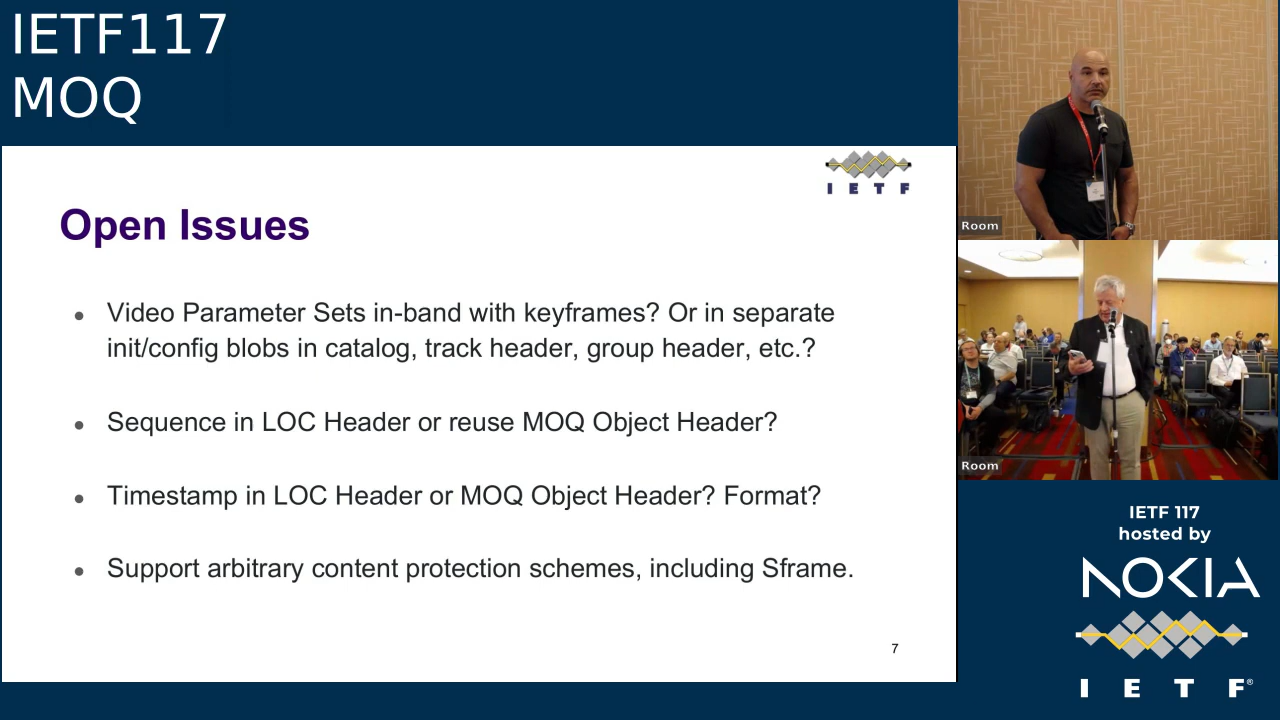 IETF117
MOQ
I E T F
Open Issues
Video Parameter Sets in-band with keyframes? Or in separate
init/config blobs in catalog, track header, group header, etc.?
Sequence in LOC Header or reuse MOQ Object Header?
Timestamp in LOC Header or MOQ Object Header? Format?
Support arbitrary content protection schemes, including Sframe.
7
Room
Room
IETF 117
hosted by
NOKIA
I E T F®